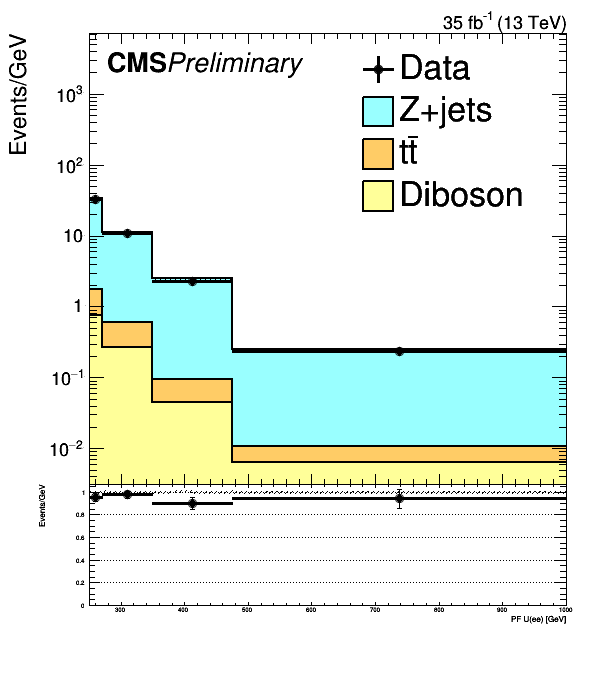 35 fb⁻¹ (13 TeV)
Events/GeV
CMS Preliminary
Data
Z+jets
tt̄
Diboson
10³
10²
10
1
10⁻¹
10⁻²
Events/GeV
1
0.8
0.6
0.4
0.2
0
300 400 500 600 700 800 900 1000
PF U(ee) [GeV]